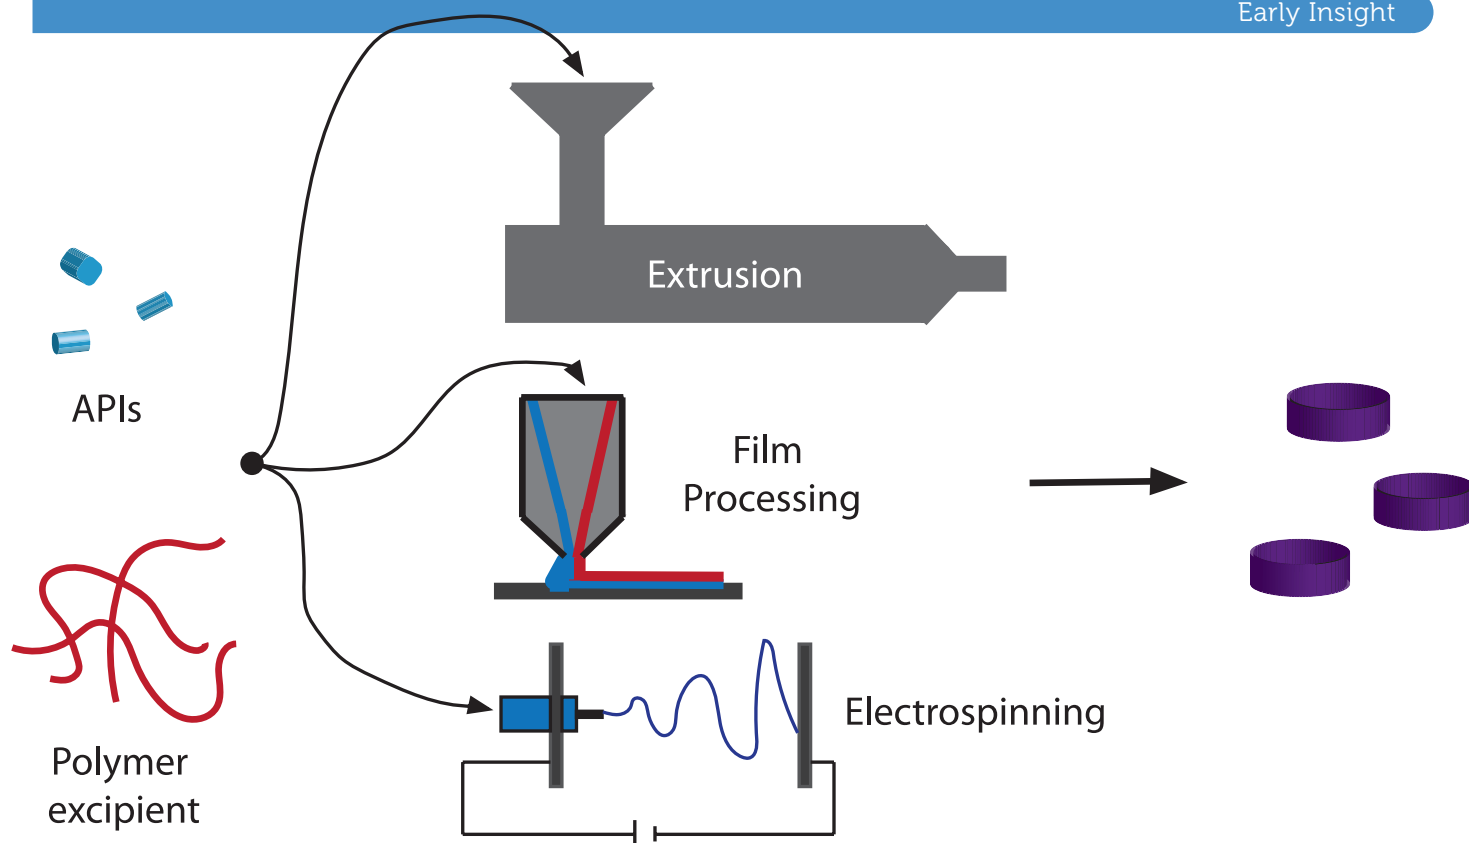 Early Insight
Extrusion
APIs
Film
Processing
Electrospinning
Polymer
excipient